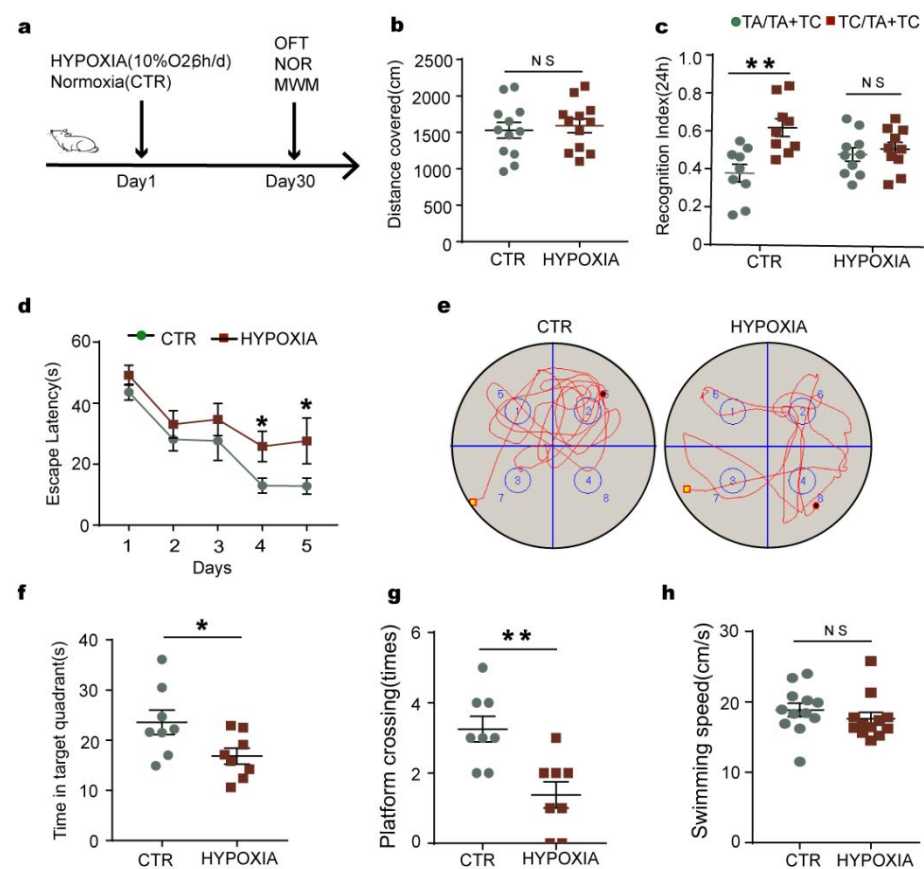 a
HYPOXIA(10%O2,6h/d)
Normoxia(CTR)
OFT
NOR
MWM
Day1
Day30
b
Distance covered(cm)
2500
2000
1500
1000
500
0
NS
CTR
HYPOXIA
c
TA/TA+TC
TC/TA+TC
Recognition Index(24h)
1.0
0.8
0.6
0.4
0.2
0
**
NS
CTR
HYPOXIA
d
CTR
HYPOXIA
Escape Latency(s)
60
40
20
0
*
*
1
2
3
4
5
Days
e
CTR
HYPOXIA
5
1
2
6
3
4
7
8
6
1
2
6
3
4
7
8
f
Time in target quadrant(s)
40
30
20
10
0
*
CTR
HYPOXIA
g
Platform crossing(times)
6
4
2
0
**
CTR
HYPOXIA
h
Swimming speed(cm/s)
30
20
10
0
NS
CTR
HYPOXIA